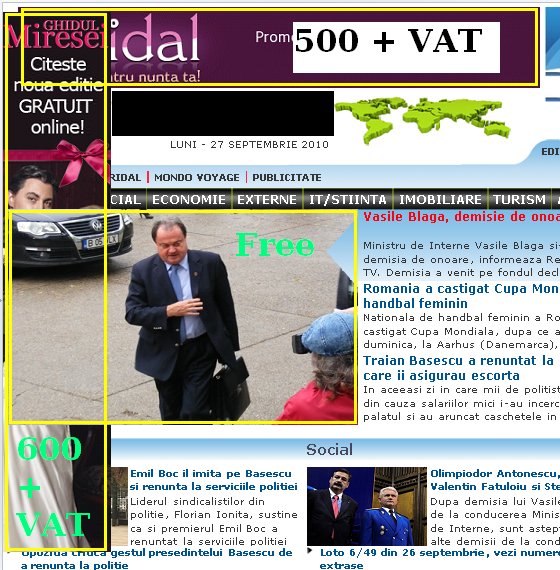 GHIDUL
Miresei
Citeste
noua editie
GRATUIT
online!
idal
Promo
500 + VAT
ntru nunta ta!
LUNI - 27 SEPTEMBRIE 2010
EDI
RIDAL | MONDO VOYAGE | PUBLICITATE
CIAL ECONOMIE EXTERNE IT/STIINTA IMOBILIARE TURISM
Free
Vasile Blaga, demisie de onoa
Ministru de Interne Vasile Blaga si-
demisia de onoare, informeaza Re
TV. Demisia a venit pe fondul decl
Romania a castigat Cupa Mon
handbal feminin
Nationala de handbal feminin a Ro
castigat Cupa Mondiala, dupa ce a
duminica, la Aarhus (Danemarca),
Traian Basescu a renuntat la
care ii asigurau escorta
In aceeasi zi in care mii de politist
din cauza salariilor mici i-au incerc
palatul si au aruncat caschetele in
600
+
VAT
Social
Emil Boc il imita pe Basescu
si renunta la serviciile politiei
Liderul sindicalistilor din
politie, Florian Ionita, sustine
ca si premierul Emil Boc a
renuntat la serviciile politiei
Olimpiodor Antonescu,
Valentin Fatuloiu si Ste
Dupa demisia lui Vasile
de la conducerea Minis
de Interne, sunt astept
alte demisii de la cond
Opozitia critica gestul presedintelui Basescu de
a renunta la politie
Loto 6/49 din 26 septembrie, vezi numere
extrase